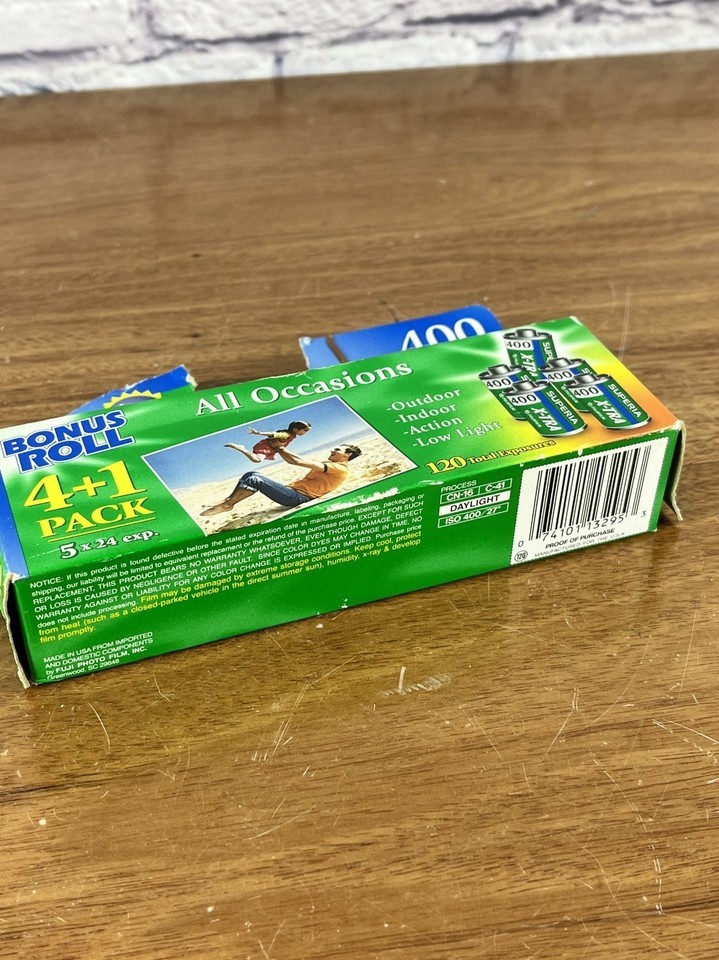 400
All Occasions
BONUS
ROLL
4+1
PACK
5 x 24 exp.
-Outdoor
-Indoor
-Action
-Low Light
120 Total Exposures
400
SUPERIA
X-TRA
400
400
SUPERIA
X-TRA
400
SUPERIA
X-TRA
PROCESS
CN-16 C-41
DAYLIGHT
ISO 400/27°
0 74101 13295 3
PROOF OF PURCHASE
MANUFACTURED FOR THE U.S.A.
NOTICE: If this product is found defective before the stated expiration date in manufacture, labeling, packaging or
shipping, our liability will be limited to equivalent replacement or the refund of the purchase price. EXCEPT FOR SUCH
REPLACEMENT, THIS PRODUCT BEARS NO WARRANTY WHATSOEVER, EVEN THOUGH DAMAGE, DEFECT
OR LOSS IS CAUSED BY NEGLIGENCE OR OTHER FAULT. SINCE COLOR DYES MAY CHANGE IN TIME, NO
WARRANTY AGAINST OR LIABILITY FOR ANY COLOR CHANGE IS EXPRESSED OR IMPLIED. Purchase price
does not include processing. Film may be damaged by extreme storage conditions. Keep cool, protect
from heat (such as a closed-parked vehicle in the direct summer sun), humidity, x-ray & develop
film promptly.
MADE IN USA FROM IMPORTED
AND DOMESTIC COMPONENTS
by FUJI PHOTO FILM, INC.
Greenwood, SC 29648